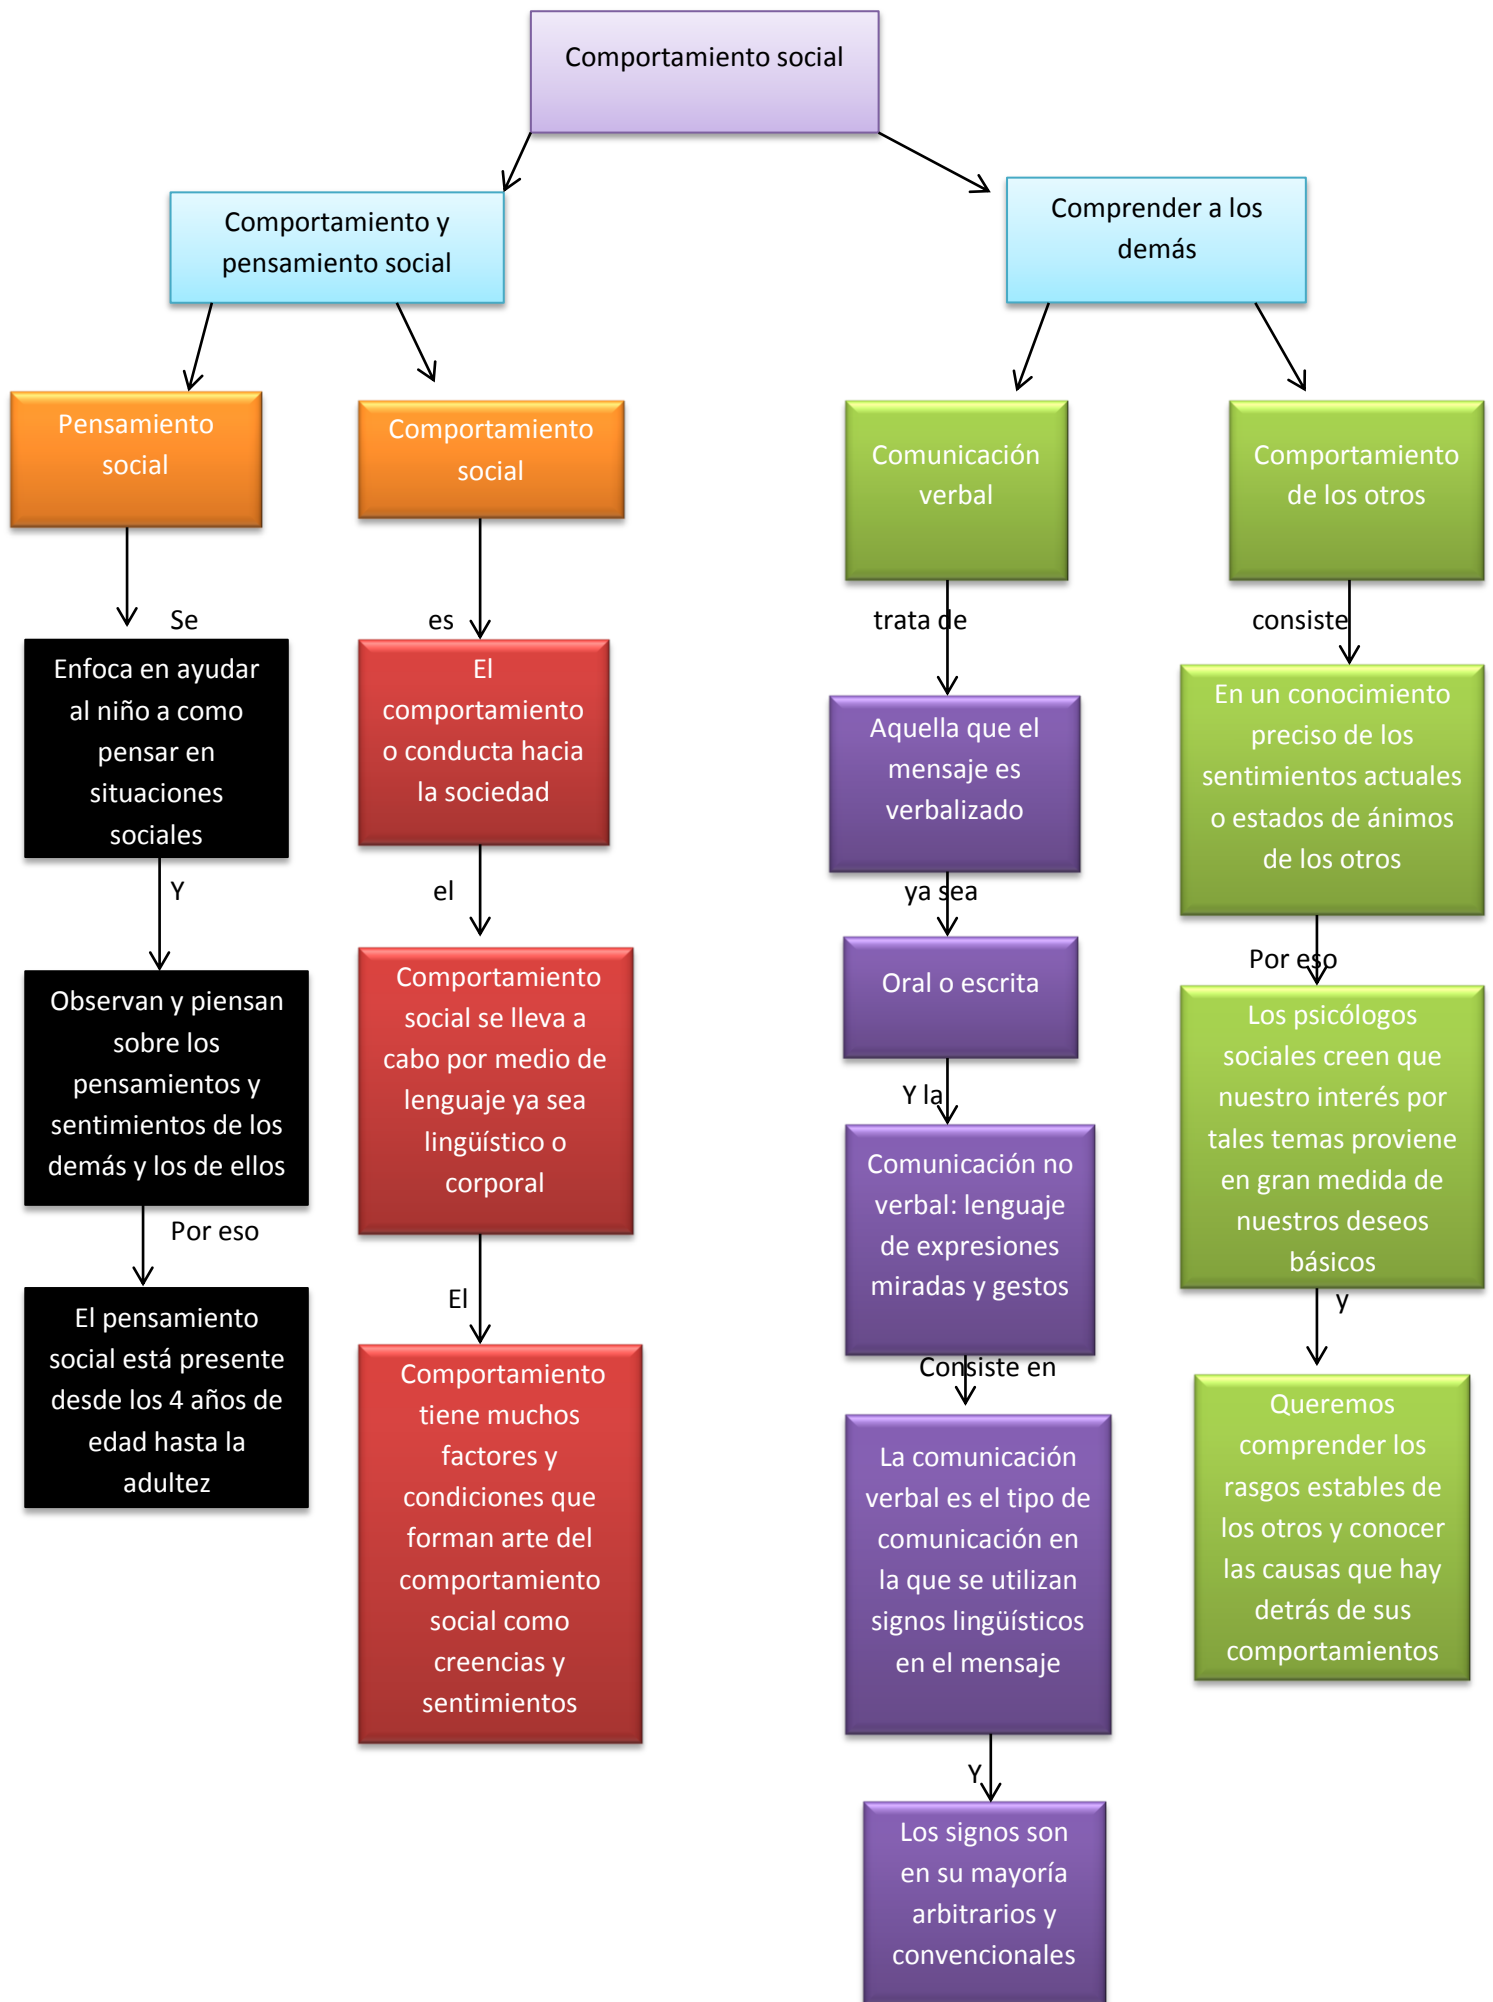 Comportamiento social
Comportamiento y
pensamiento social
Comprender a los
demás
Pensamiento
social
Comportamiento
social
Comunicación
verbal
Comportamiento
de los otros
Se
Enfoca en ayudar
al niño a como
pensar en
situaciones
sociales
Y
Observan y piensan
sobre los
pensamientos y
sentimientos de los
demás y los de ellos
Por eso
El pensamiento
social está presente
desde los 4 años de
edad hasta la
adultez
es
El
comportamiento
o conducta hacia
la sociedad
el
Comportamiento
social se lleva a
cabo por medio de
lenguaje ya sea
lingüístico o
corporal
El
Comportamiento
tiene muchos
factores y
condiciones que
forman arte del
comportamiento
social como
creencias y
sentimientos
trata de
Aquella que el
mensaje es
verbalizado
ya sea
Oral o escrita
Y la
Comunicación no
verbal: lenguaje
de expresiones
miradas y gestos
Consiste en
La comunicación
verbal es el tipo de
comunicación en
la que se utilizan
signos lingüísticos
en el mensaje
Y
Los signos son
en su mayoría
arbitrarios y
convencionales
consiste
En un conocimiento
preciso de los
sentimientos actuales
o estados de ánimos
de los otros
Por eso
Los psicólogos
sociales creen que
nuestro interés por
tales temas proviene
en gran medida de
nuestros deseos
básicos
y
Queremos
comprender los
rasgos estables de
los otros y conocer
las causas que hay
detrás de sus
comportamientos